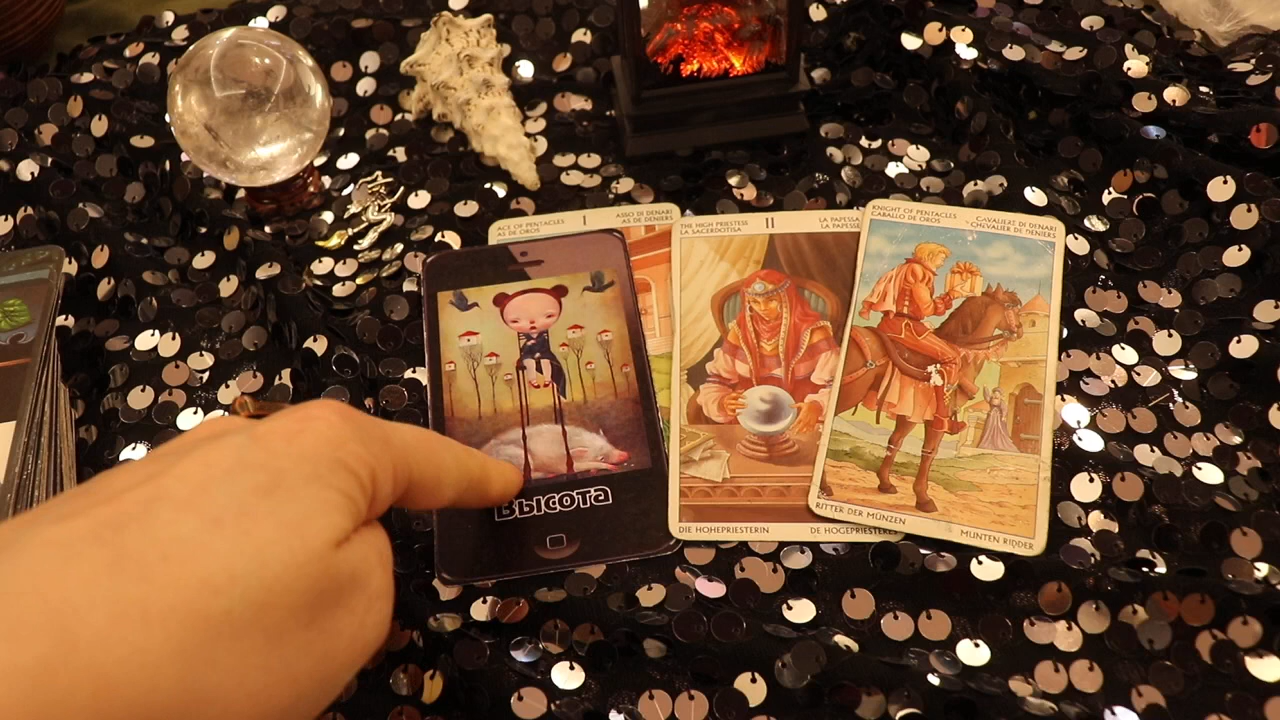 ACE OF PENTACLES
AS DE OROS
I
ASSO DI DENARI
AS DE DENIERS
THE HIGH PRIESTESS
LA SACERDOTISA
II
LA PAPESSA
LA PAPESSE
KNIGHT OF PENTACLES
CABALLO DE OROS
CAVALIERE DI DENARI
CHEVALIER DE DENIERS
ВЫСОТА
DIE HOHEPRIESTERIN
DE HOGEPRIESTERES
RITTER DER MÜNZEN
MUNTEN RIDDER